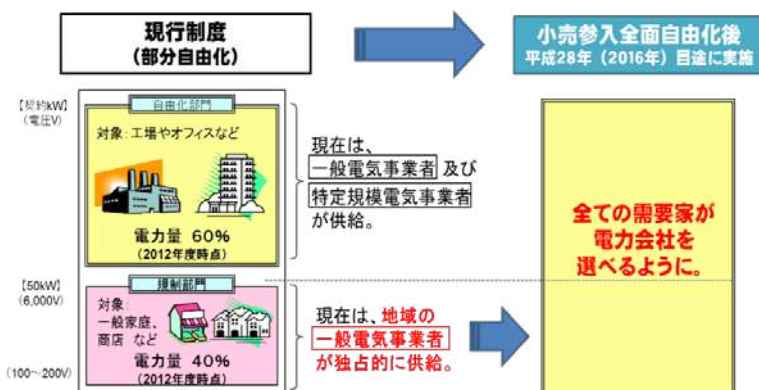 現行制度
(部分自由化)
小売参入全面自由化後
平成28年(2016年)目途に実施
【契約kW】
(電圧V)
自由化部門
対象:工場やオフィスなど
電力量 60%
(2012年度時点)
現在は、
一般電気事業者 及び
特定規模電気事業者
が供給。
【50kW】
(6,000V)
規制部門
対象:
一般家庭、
商店 など
電力量 40%
(2012年度時点)
(100~200V)
現在は、地域の
一般電気事業者
が独占的に供給。
全ての需要家が
電力会社を
選べるように。